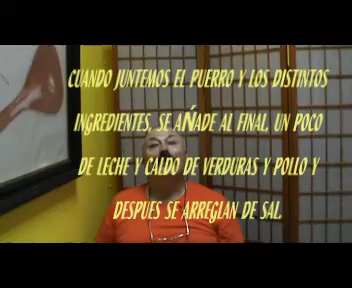 CUANDO JUNTEMOS EL PUERRO Y LOS DISTINTOS
INGREDIENTES, SE AÑADE AL FINAL, UN POCO
DE LECHE Y CALDO DE VERDURAS Y POLLO Y
DESPUES SE ARREGLAN DE SAL.